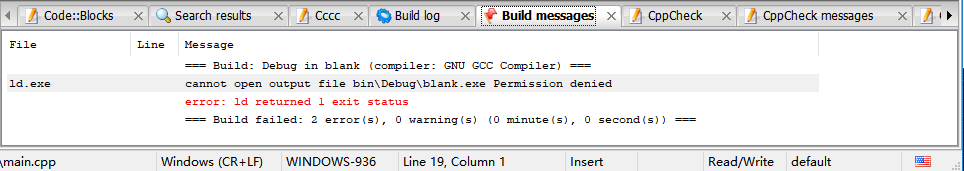 Code::Blocks Search results Cccc Build log Build messages CppCheck CppCheck messages
File Line Message
=== Build: Debug in blank (compiler: GNU GCC Compiler) ===
ld.exe cannot open output file bin\Debug\blank.exe Permission denied
error: ld returned 1 exit status
=== Build failed: 2 error(s), 0 warning(s) (0 minute(s), 0 second(s)) ===
\main.cpp Windows (CR+LF) WINDOWS-936 Line 19, Column 1 Insert Read/Write default